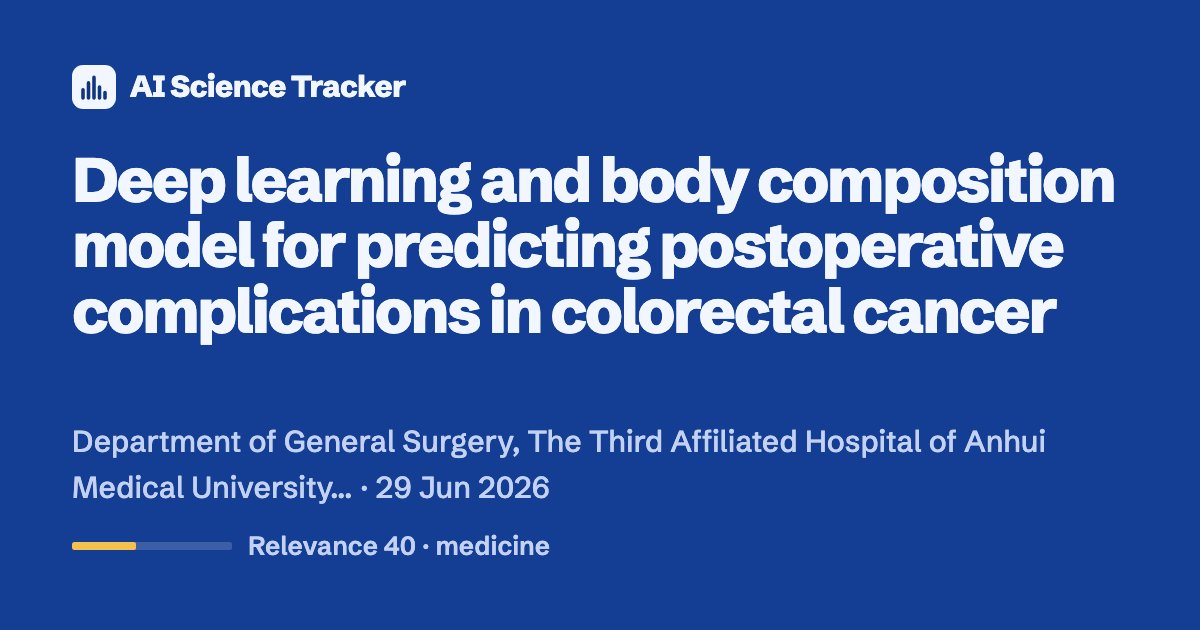 AI Science Tracker
Deep learning and body composition
model for predicting postoperative
complications in colorectal cancer
Department of General Surgery, The Third Affiliated Hospital of Anhui
Medical University... · 29 Jun 2026
Relevance 40 · medicine